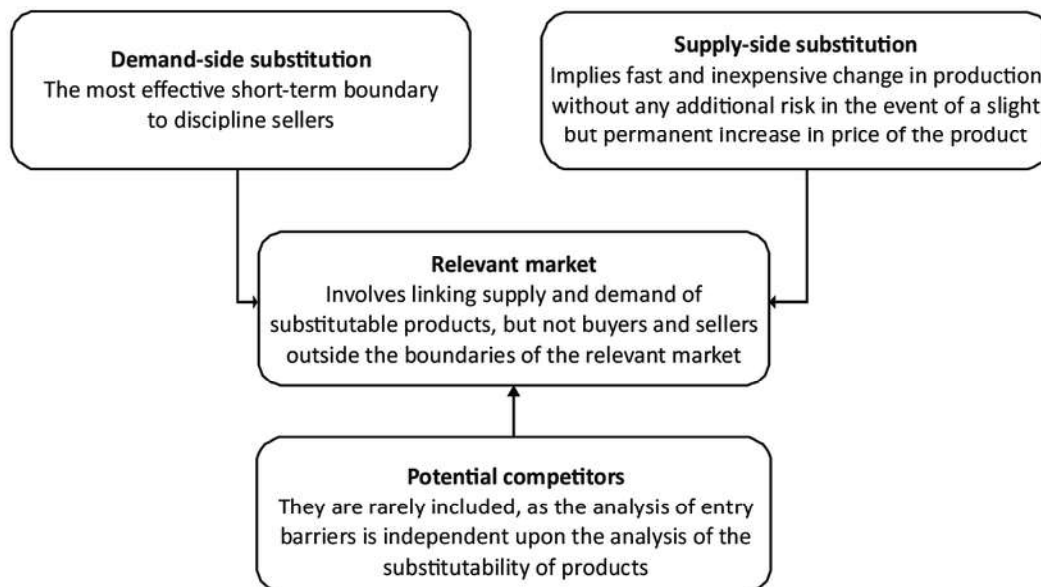 Demand-side substitution
The most effective short-term boundary
to discipline sellers
Supply-side substitution
Implies fast and inexpensive change in production
without any additional risk in the event of a slight
but permanent increase in price of the product
Relevant market
Involves linking supply and demand of
substitutable products, but not buyers and sellers
outside the boundaries of the relevant market
Potential competitors
They are rarely included, as the analysis of entry
barriers is independent upon the analysis of the
substitutability of products